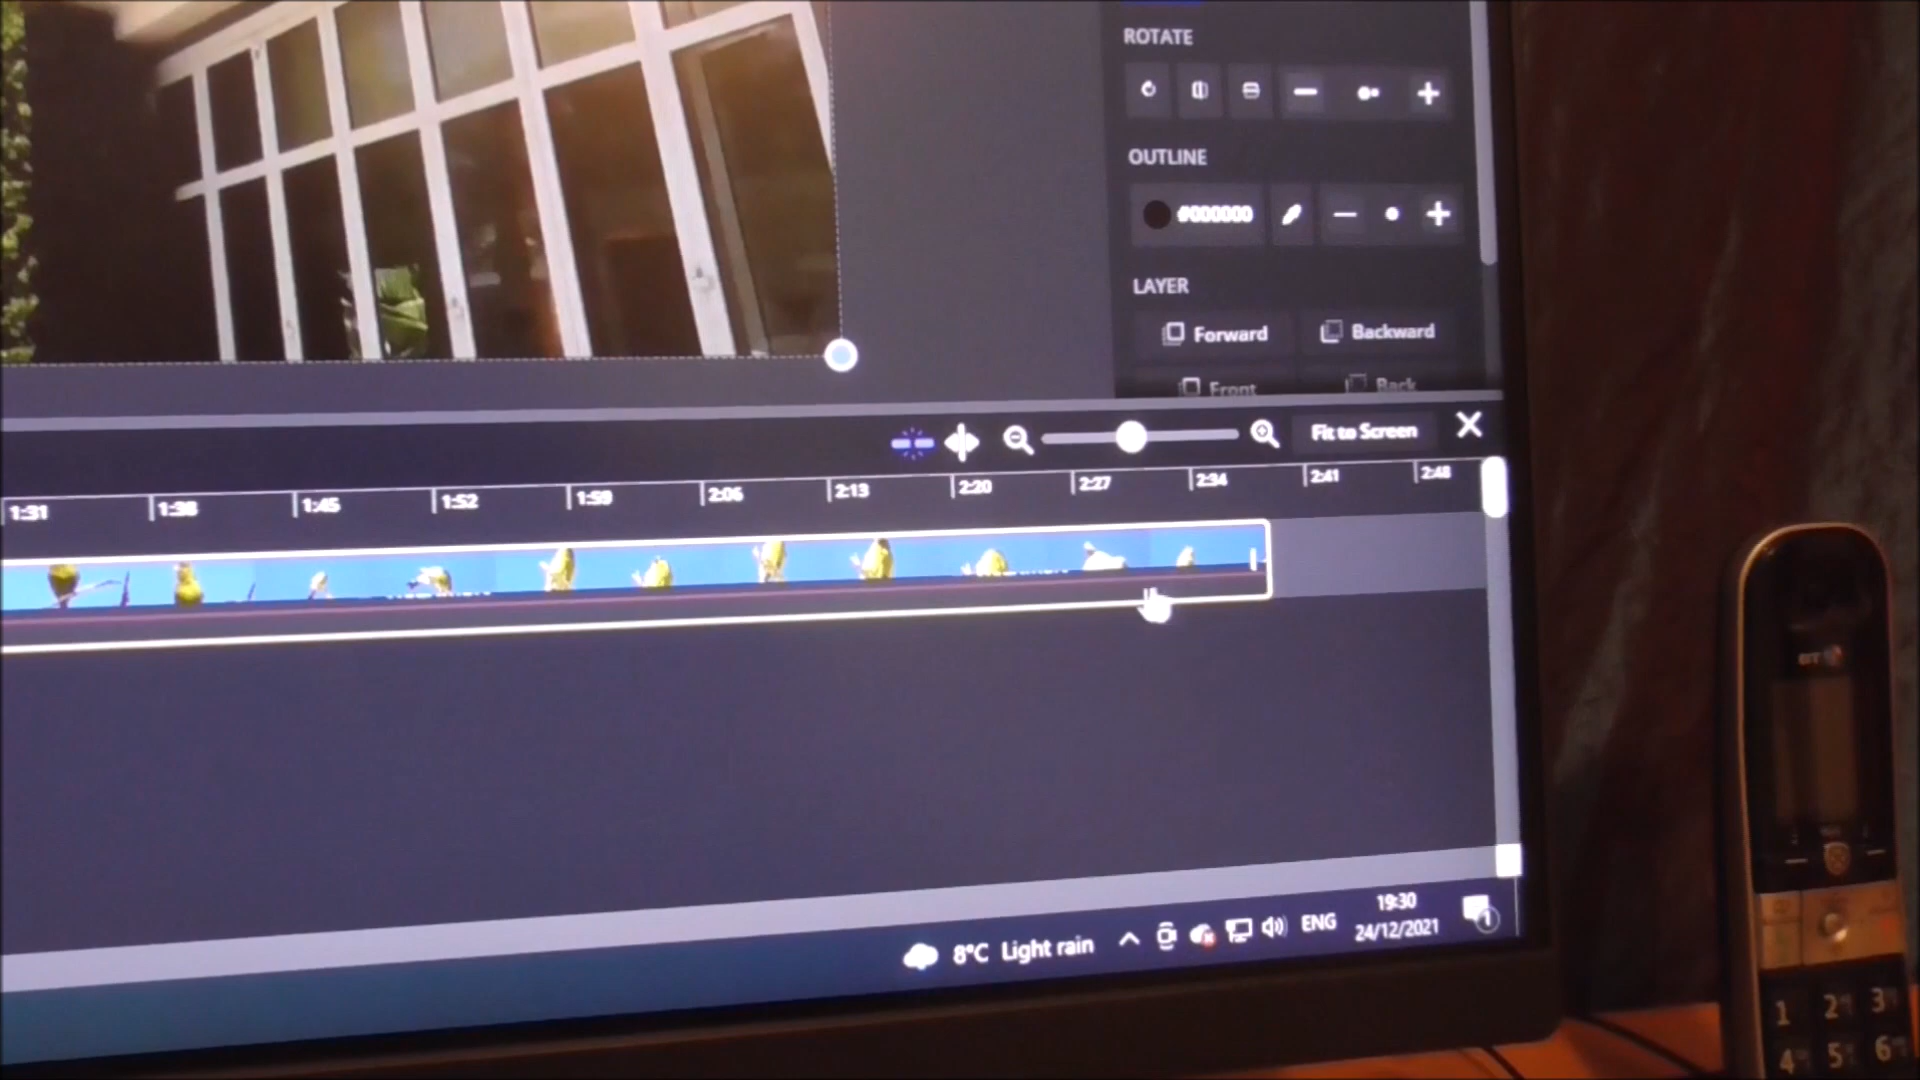 ROTATE
OUTLINE
#000000
LAYER
Forward Backward
Front Back
Fit to Screen
1:31 1:38 1:45 1:52 1:59 2:06 2:13 2:20 2:27 2:34 2:41 2:48
8°C Light rain ENG 19:30
24/12/2021
1
BT
1 2 3
4 5 6